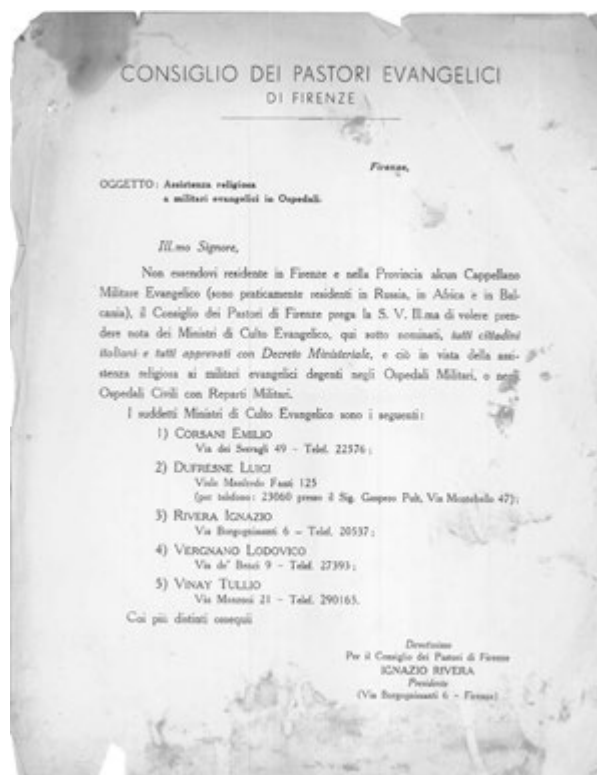 CONSIGLIO DEI PASTORI EVANGELICI
DI FIRENZE
Firenze,
OGGETTO: Assistenza religiosa
a militari evangelici in Ospedali.
Ill.mo Signore,
Non essendovi residente in Firenze e nella Provincia alcun Cappellano
Militare Evangelico (sono praticamente residenti in Russia, in Africa e in Bal-
cania), il Consiglio dei Pastori di Firenze prega la S. V. Ill.ma di volere pren-
dere nota dei Ministri di Culto Evangelico, qui sotto nominati, tutti cittadini
italiani e tutti approvati con Decreto Ministeriale, e ciò in vista della assi-
stenza religiosa ai militari evangelici degenti negli Ospedali Militari, o negli
Ospedali Civili con Reparti Militari.
I suddetti Ministri di Culto Evangelico sono i seguenti:
1) CORSANI EMILIO
Via dei Serragli 49 - Telef. 22576;
2) DUFRESNE LUIGI
Viale Manfredo Fanti 125
(per telefono: 23060 presso il Sig. Gaspero Pult, Via Montebello 47);
3) RIVERA IGNAZIO
Via Borgognissanti 6 - Telef. 20537;
4) VERGNANO LODOVICO
Via de' Benci 9 - Telef. 27393;
5) VINAY TULLIO
Via Manzoni 21 - Telef. 290165.
Coi più distinti ossequii
Devotissimo
Per il Consiglio dei Pastori di Firenze
IGNAZIO RIVERA
Presidente
(Via Borgognissanti 6 - Firenze)